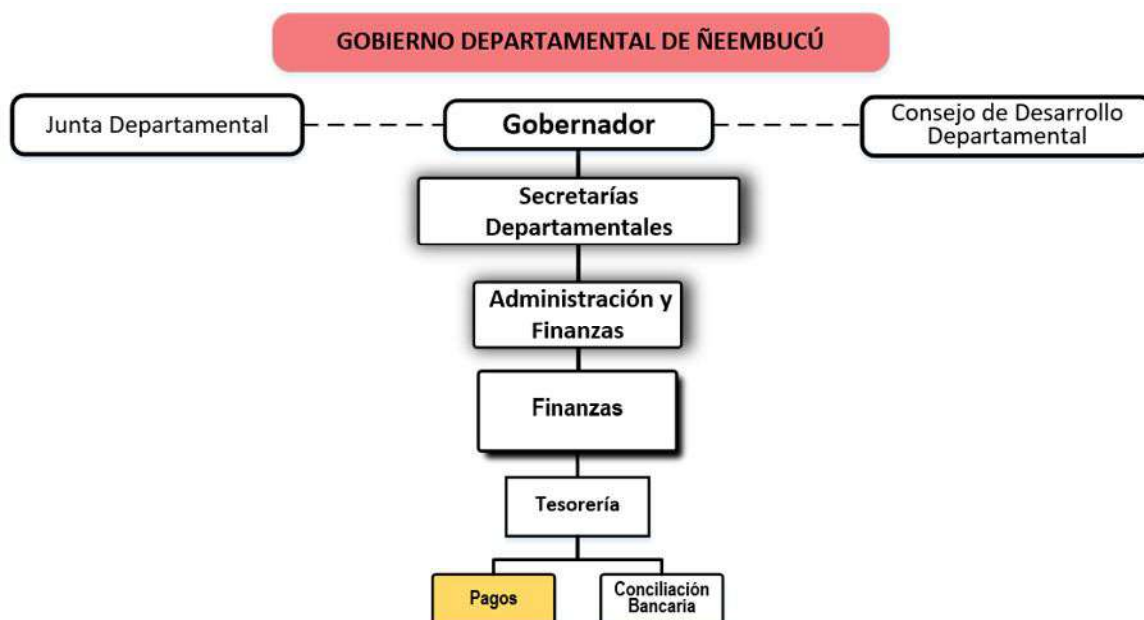 GOBIERNO DEPARTAMENTAL DE ÑEEMBUCÚ
Junta Departamental
Gobernador
Consejo de Desarrollo
Departamental
Secretarías
Departamentales
Administración y
Finanzas
Finanzas
Tesorería
Pagos
Conciliación
Bancaria